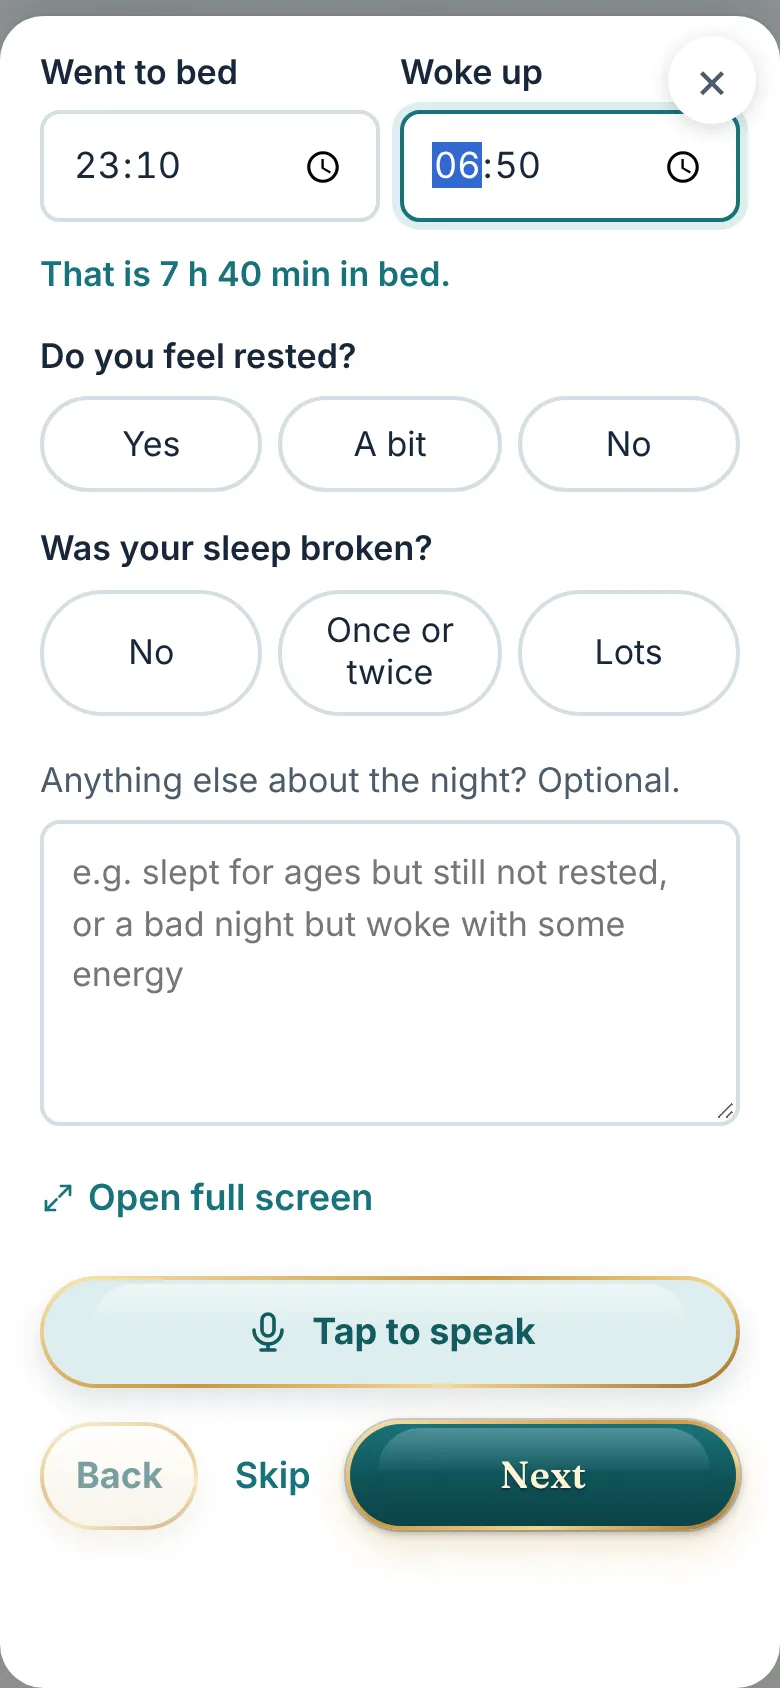 Went to bed
Woke up
23:10
06:50
That is 7 h 40 min in bed.
Do you feel rested?
Yes
A bit
No
Was your sleep broken?
No
Once or
twice
Lots
Anything else about the night? Optional.
e.g. slept for ages but still not rested,
or a bad night but woke with some
energy
Open full screen
Tap to speak
Back
Skip
Next